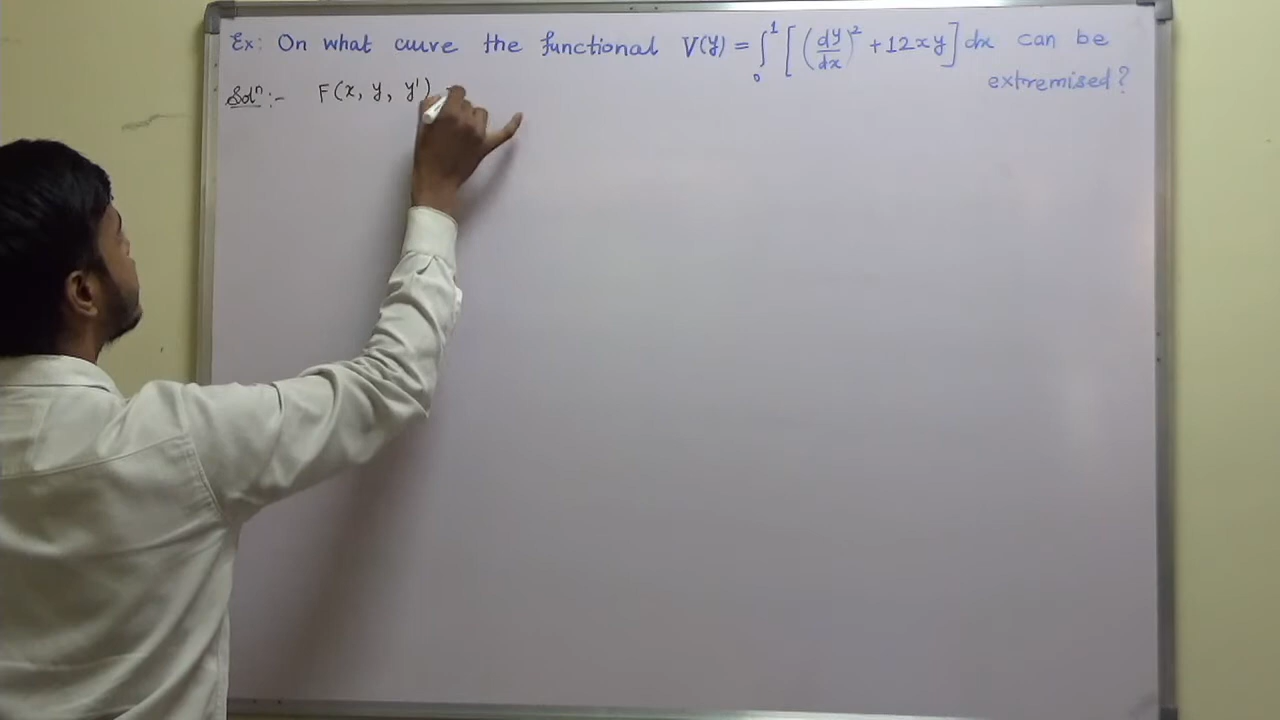 Ex: On what curve the functional V(y) = ∫₀¹ [ (dy/dx)² + 12xy ] dx can be
extremised?
Solⁿ :- F(x, y, y')